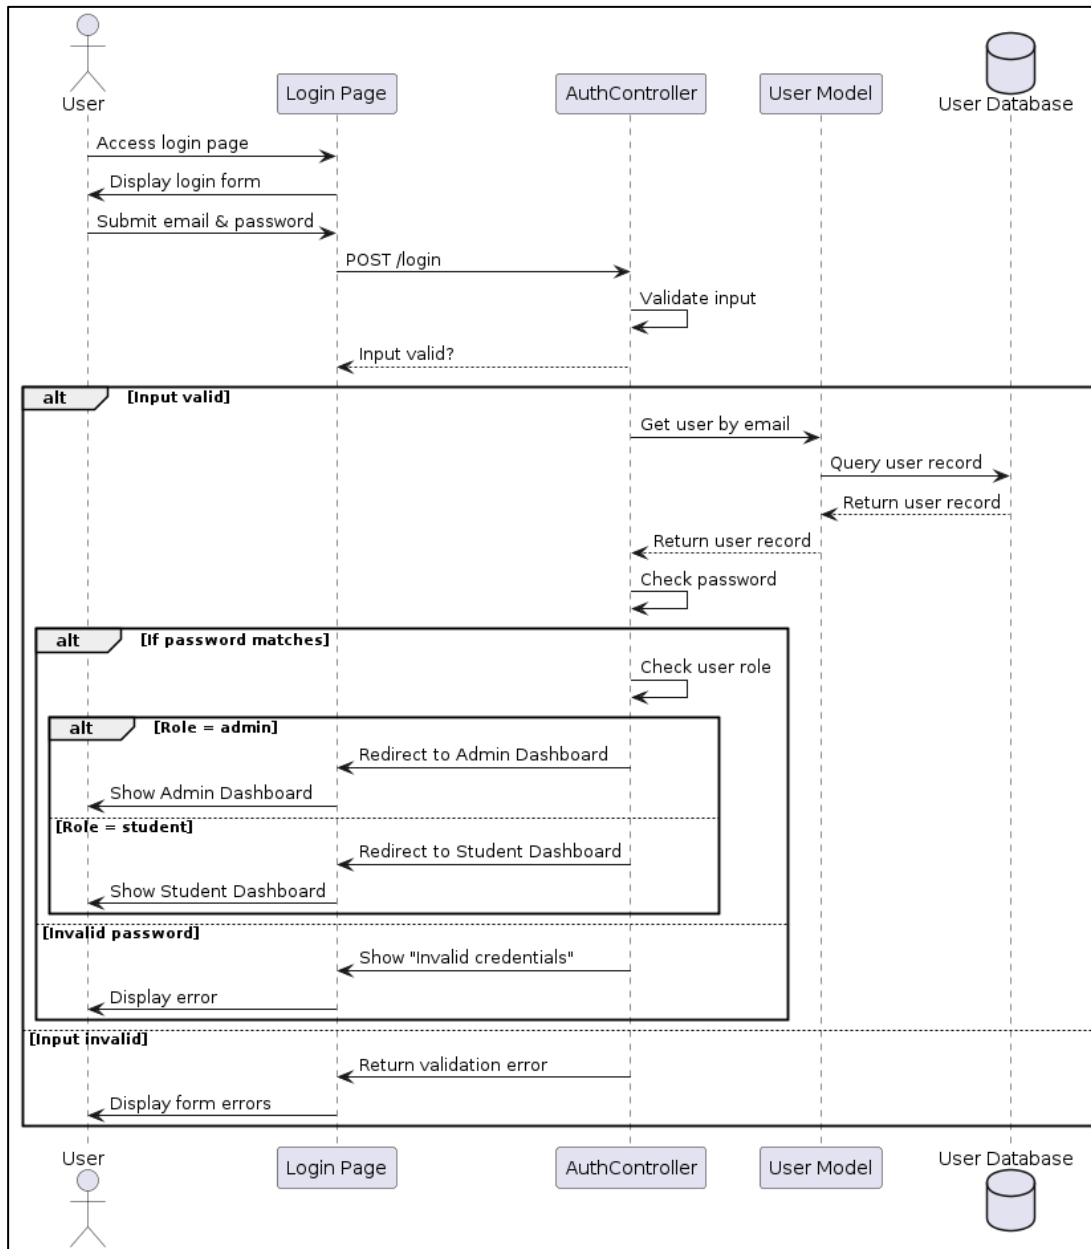 User
Login Page
AuthController
User Model
User Database
Access login page
Display login form
Submit email & password
POST /login
Validate input
Input valid?
alt [Input valid]
Get user by email
Query user record
Return user record
Return user record
Check password
alt [If password matches]
Check user role
alt [Role = admin]
Redirect to Admin Dashboard
Show Admin Dashboard
[Role = student]
Redirect to Student Dashboard
Show Student Dashboard
[Invalid password]
Show "Invalid credentials"
Display error
[Input invalid]
Return validation error
Display form errors
User
Login Page
AuthController
User Model
User Database